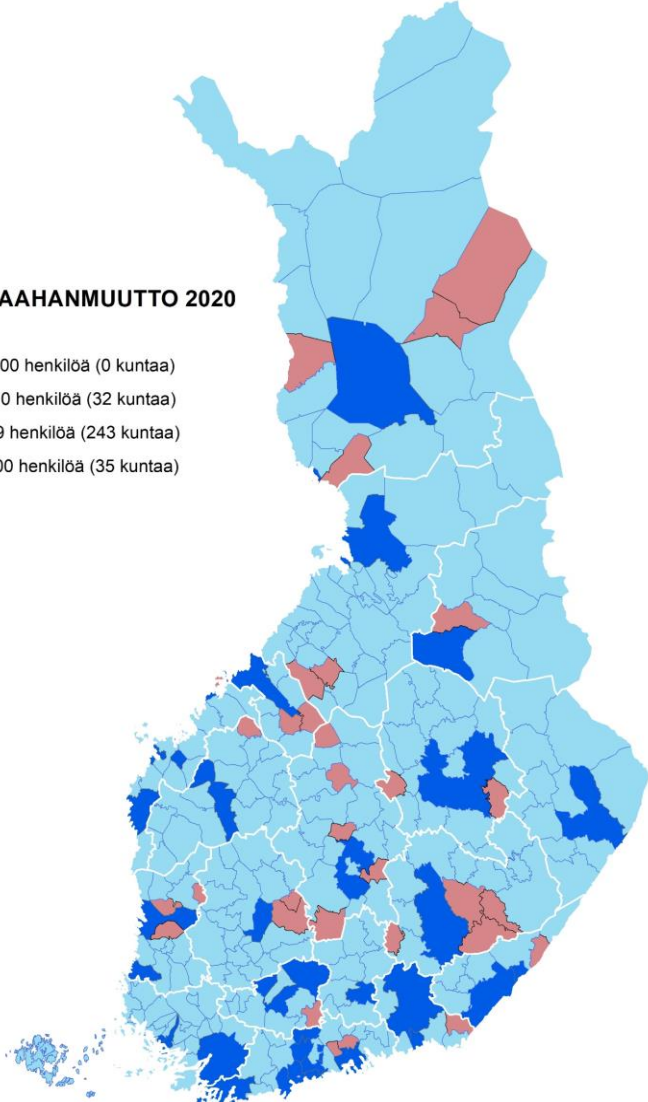 AAHANMUUTTO 2020
00 henkilöä (0 kuntaa)
0 henkilöä (32 kuntaa)
9 henkilöä (243 kuntaa)
00 henkilöä (35 kuntaa)